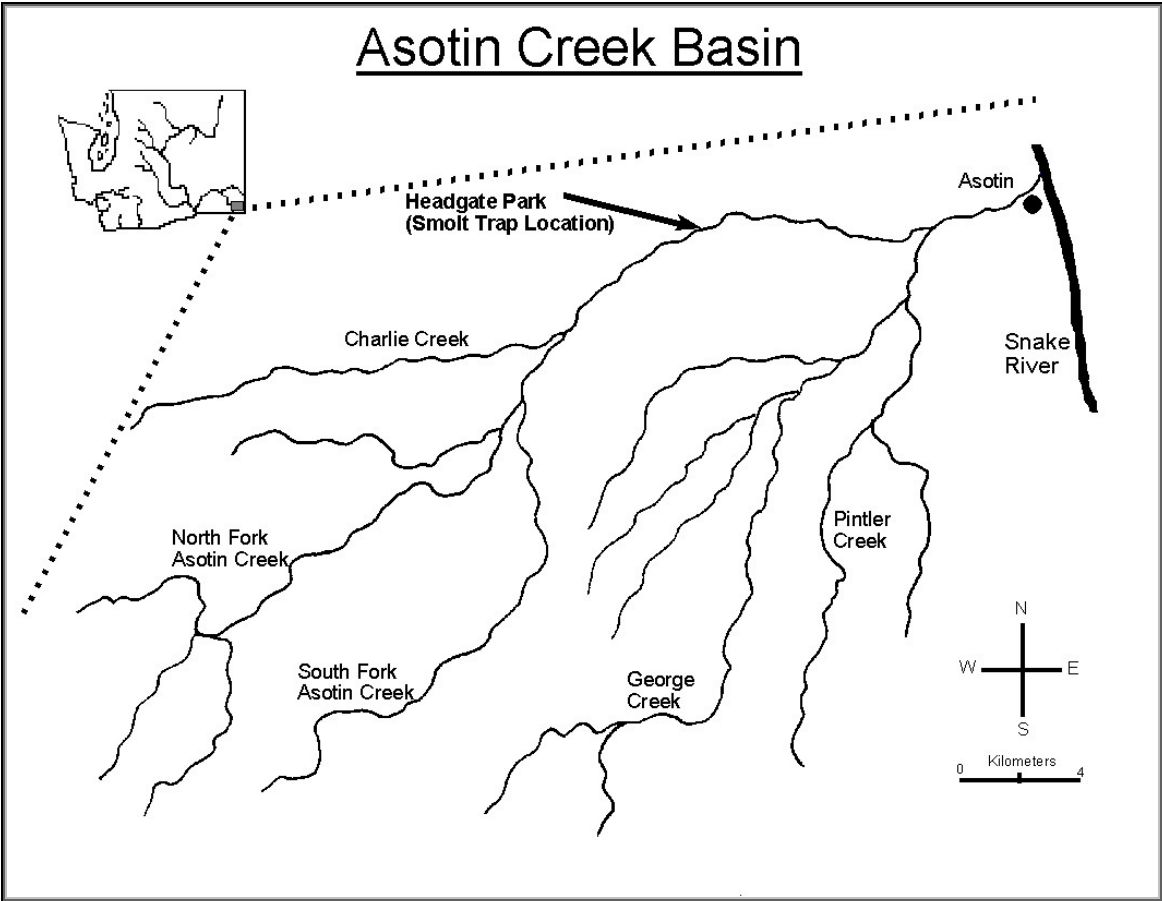 Asotin Creek Basin
Asotin
Headgate Park
(Smolt Trap Location)
Charlie Creek
Snake
River
North Fork
Asotin Creek
Pintler
Creek
South Fork
Asotin Creek
George
Creek
N
W
E
S
Kilometers
0
4